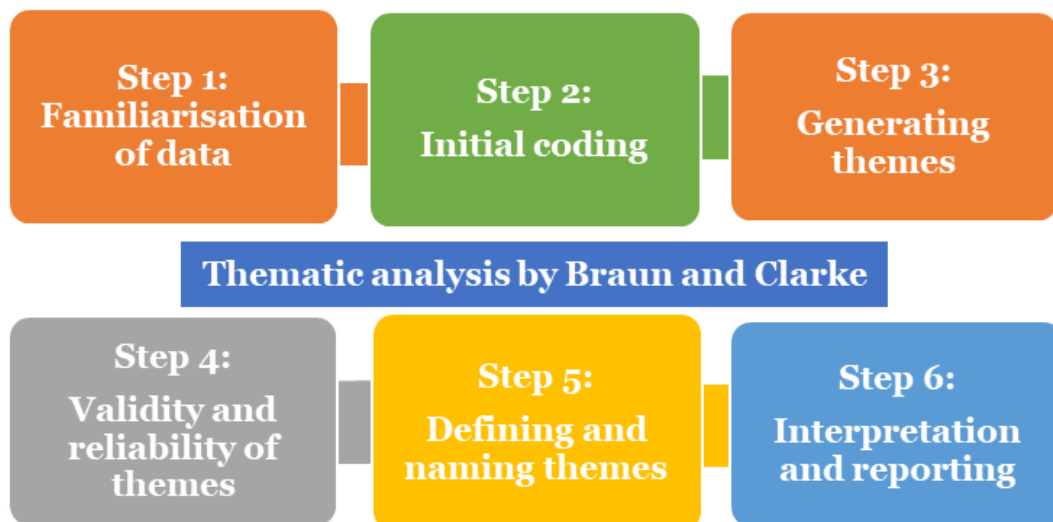 Step 1:
Familiarisation
of data
Step 2:
Initial coding
Step 3:
Generating
themes
Thematic analysis by Braun and Clarke
Step 4:
Validity and
reliability of
themes
Step 5:
Defining and
naming themes
Step 6:
Interpretation
and reporting